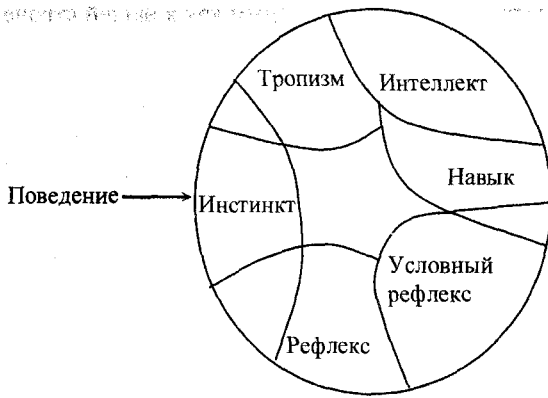 Тропизм
Интеллект
Навык
Поведение
Инстинкт
Условный
рефлекс
Рефлекс